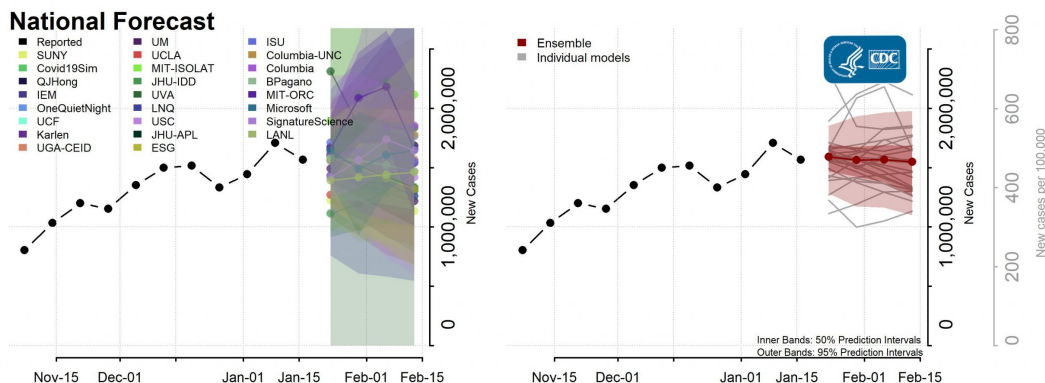 National Forecast
Reported
SUNY
Covid19Sim
QJHong
IEM
OneQuietNight
UCF
Karlen
UGA-CEID
UM
UCLA
MIT-ISOLAT
JHU-IDD
UVA
LNQ
USC
JHU-APL
ESG
ISU
Columbia-UNC
Columbia
BPagano
MIT-ORC
Microsoft
SignatureScience
LANL
2,000,000
1,000,000
0
New Cases
Nov-15 Dec-01 Jan-01 Jan-15 Feb-01 Feb-15
Ensemble
Individual models
CDC
2,000,000
1,000,000
0
New Cases
800
600
400
200
0
New cases per 100,000
Inner Bands: 50% Prediction Intervals
Outer Bands: 95% Prediction Intervals
Nov-15 Dec-01 Jan-01 Jan-15 Feb-01 Feb-15